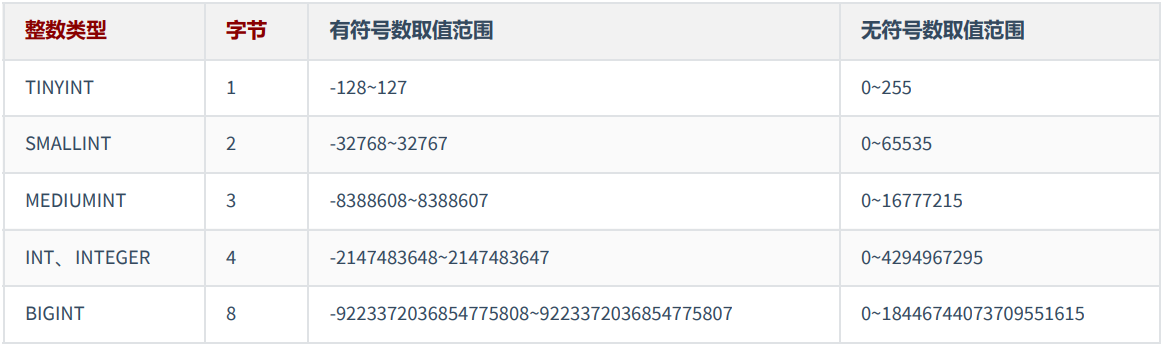 整数类型 字节 有符号数取值范围 无符号数取值范围
TINYINT 1 -128~127 0~255
SMALLINT 2 -32768~32767 0~65535
MEDIUMINT 3 -8388608~8388607 0~16777215
INT、INTEGER 4 -2147483648~2147483647 0~4294967295
BIGINT 8 -9223372036854775808~9223372036854775807 0~18446744073709551615